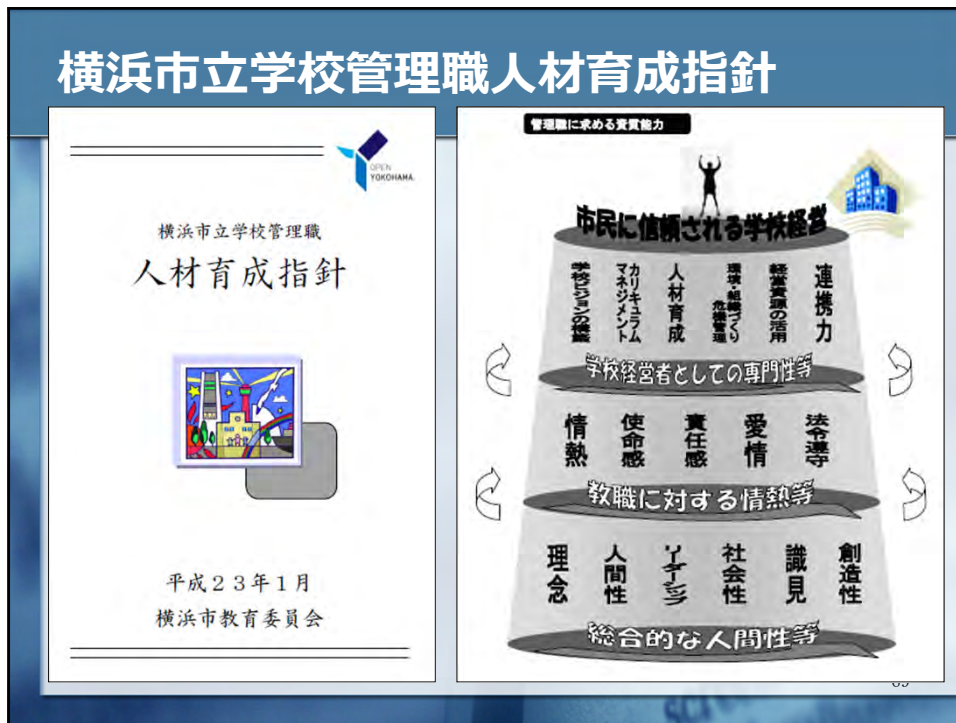 横浜市立学校管理職人材育成指針
OPEN
YOKOHAMA
横浜市立学校管理職
人材育成指針
平成23年1月
横浜市教育委員会
管理職に求める資質能力
市民に信頼される学校経営
学校ビジョンの構築
カリキュラム
マネジメント
人材育成
環境・組織づくり
危機管理
経営資源の活用
連携力
学校経営者としての専門性等
情熱
使命感
責任感
愛情
法令遵守
教職に対する情熱等
理念
人間性
リーダーシップ
社会性
識見
創造性
総合的な人間性等